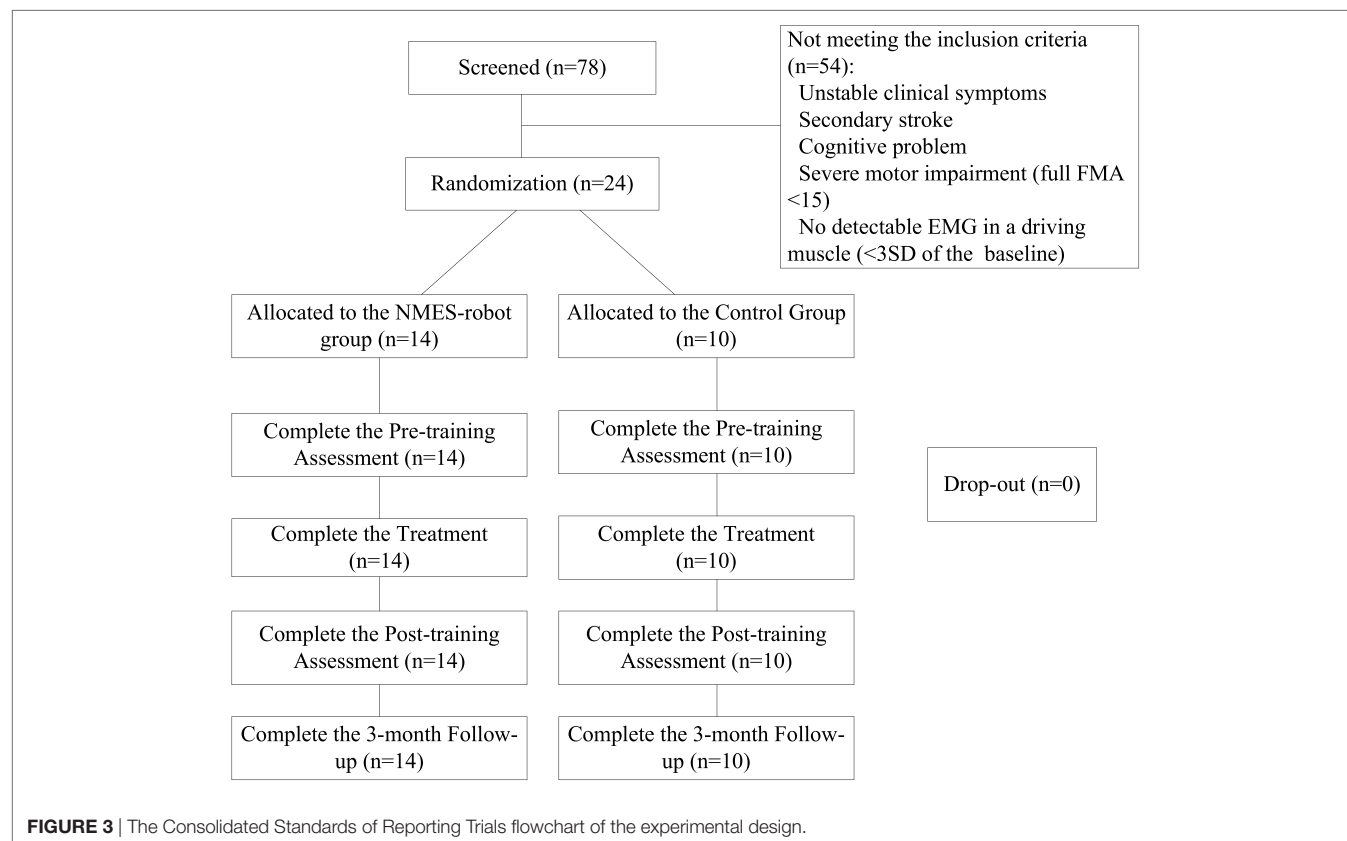 Screened (n=78)
Not meeting the inclusion criteria
(n=54):
Unstable clinical symptoms
Secondary stroke
Cognitive problem
Severe motor impairment (full FMA
<15)
No detectable EMG in a driving
muscle (<3SD of the baseline)
Randomization (n=24)
Allocated to the NMES-robot
group (n=14)
Allocated to the Control Group
(n=10)
Complete the Pre-training
Assessment (n=14)
Complete the Pre-training
Assessment (n=10)
Drop-out (n=0)
Complete the Treatment
(n=14)
Complete the Treatment
(n=10)
Complete the Post-training
Assessment (n=14)
Complete the Post-training
Assessment (n=10)
Complete the 3-month Follow-
up (n=14)
Complete the 3-month Follow-
up (n=10)
FIGURE 3 | The Consolidated Standards of Reporting Trials flowchart of the experimental design.